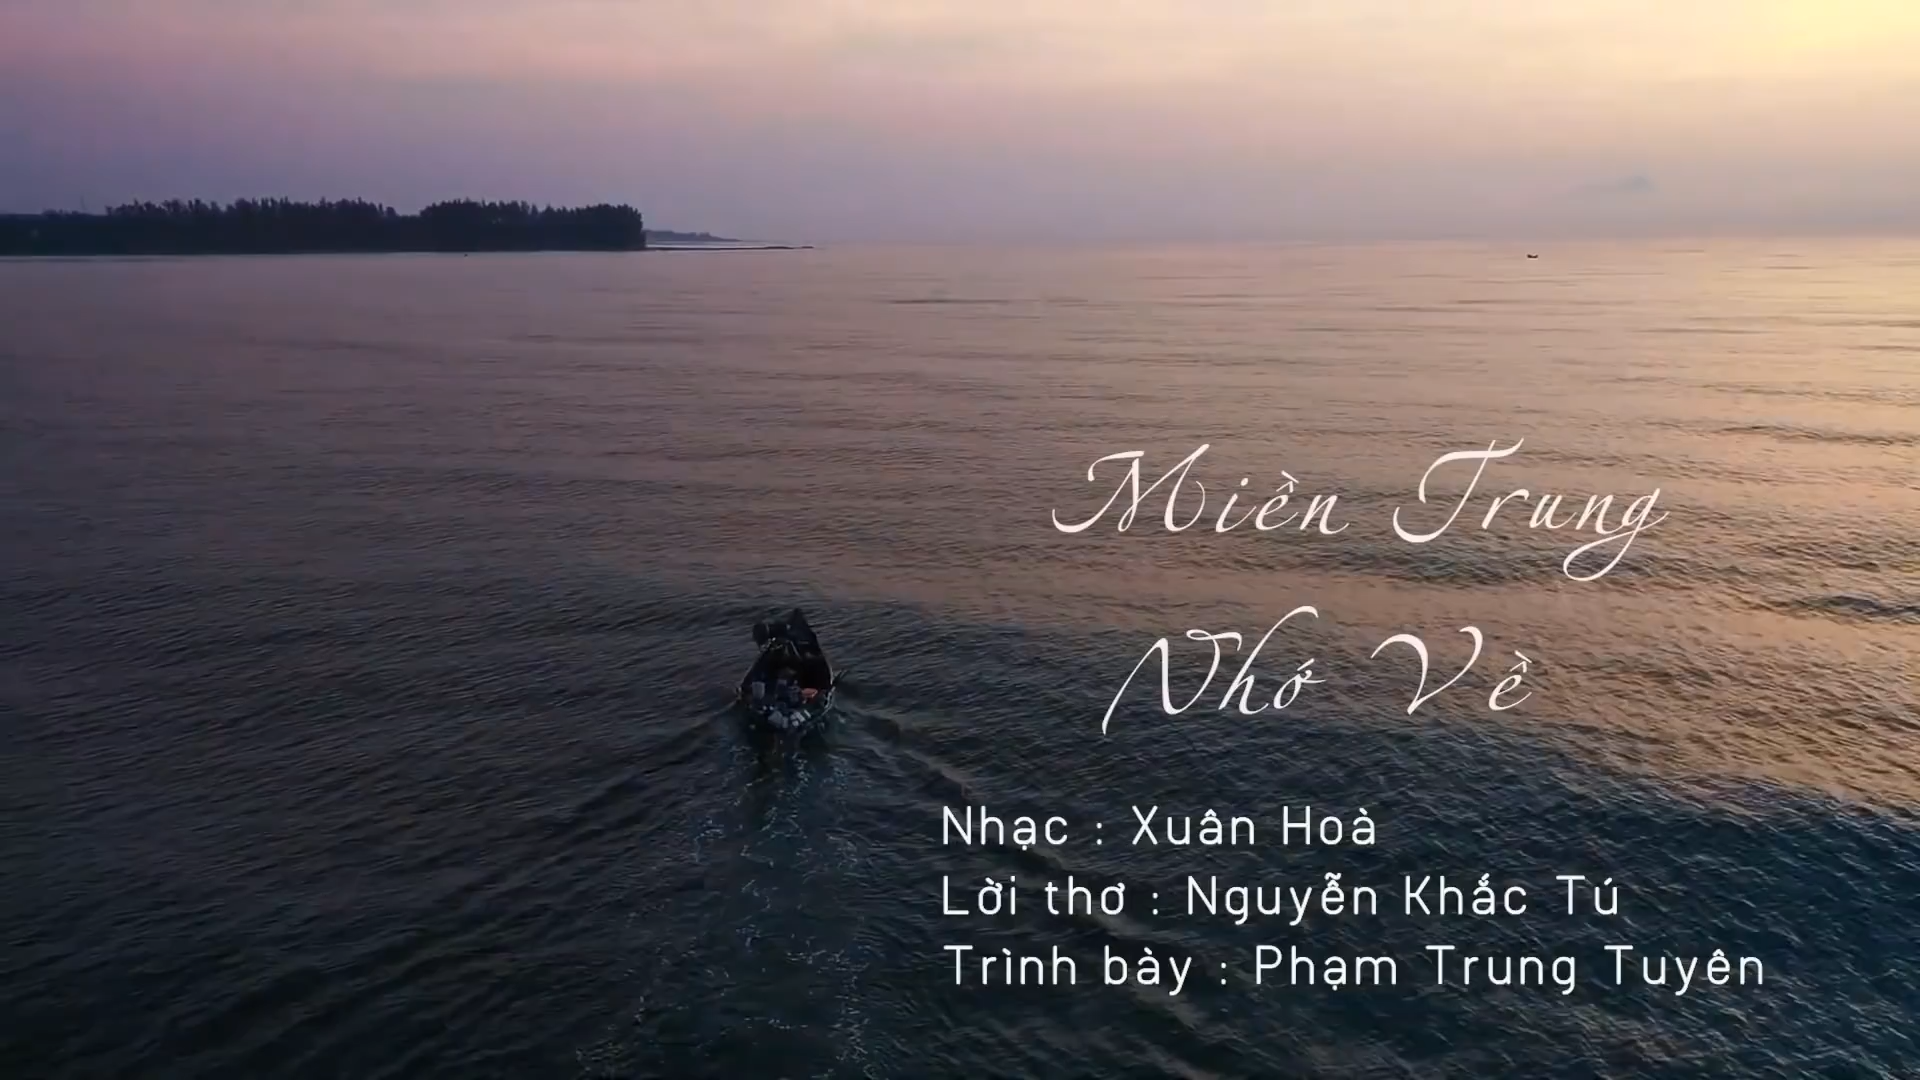 Miền Trung
Nhớ Về
Nhạc : Xuân Hoà
Lời thơ : Nguyễn Khắc Tú
Trình bày : Phạm Trung Tuyên